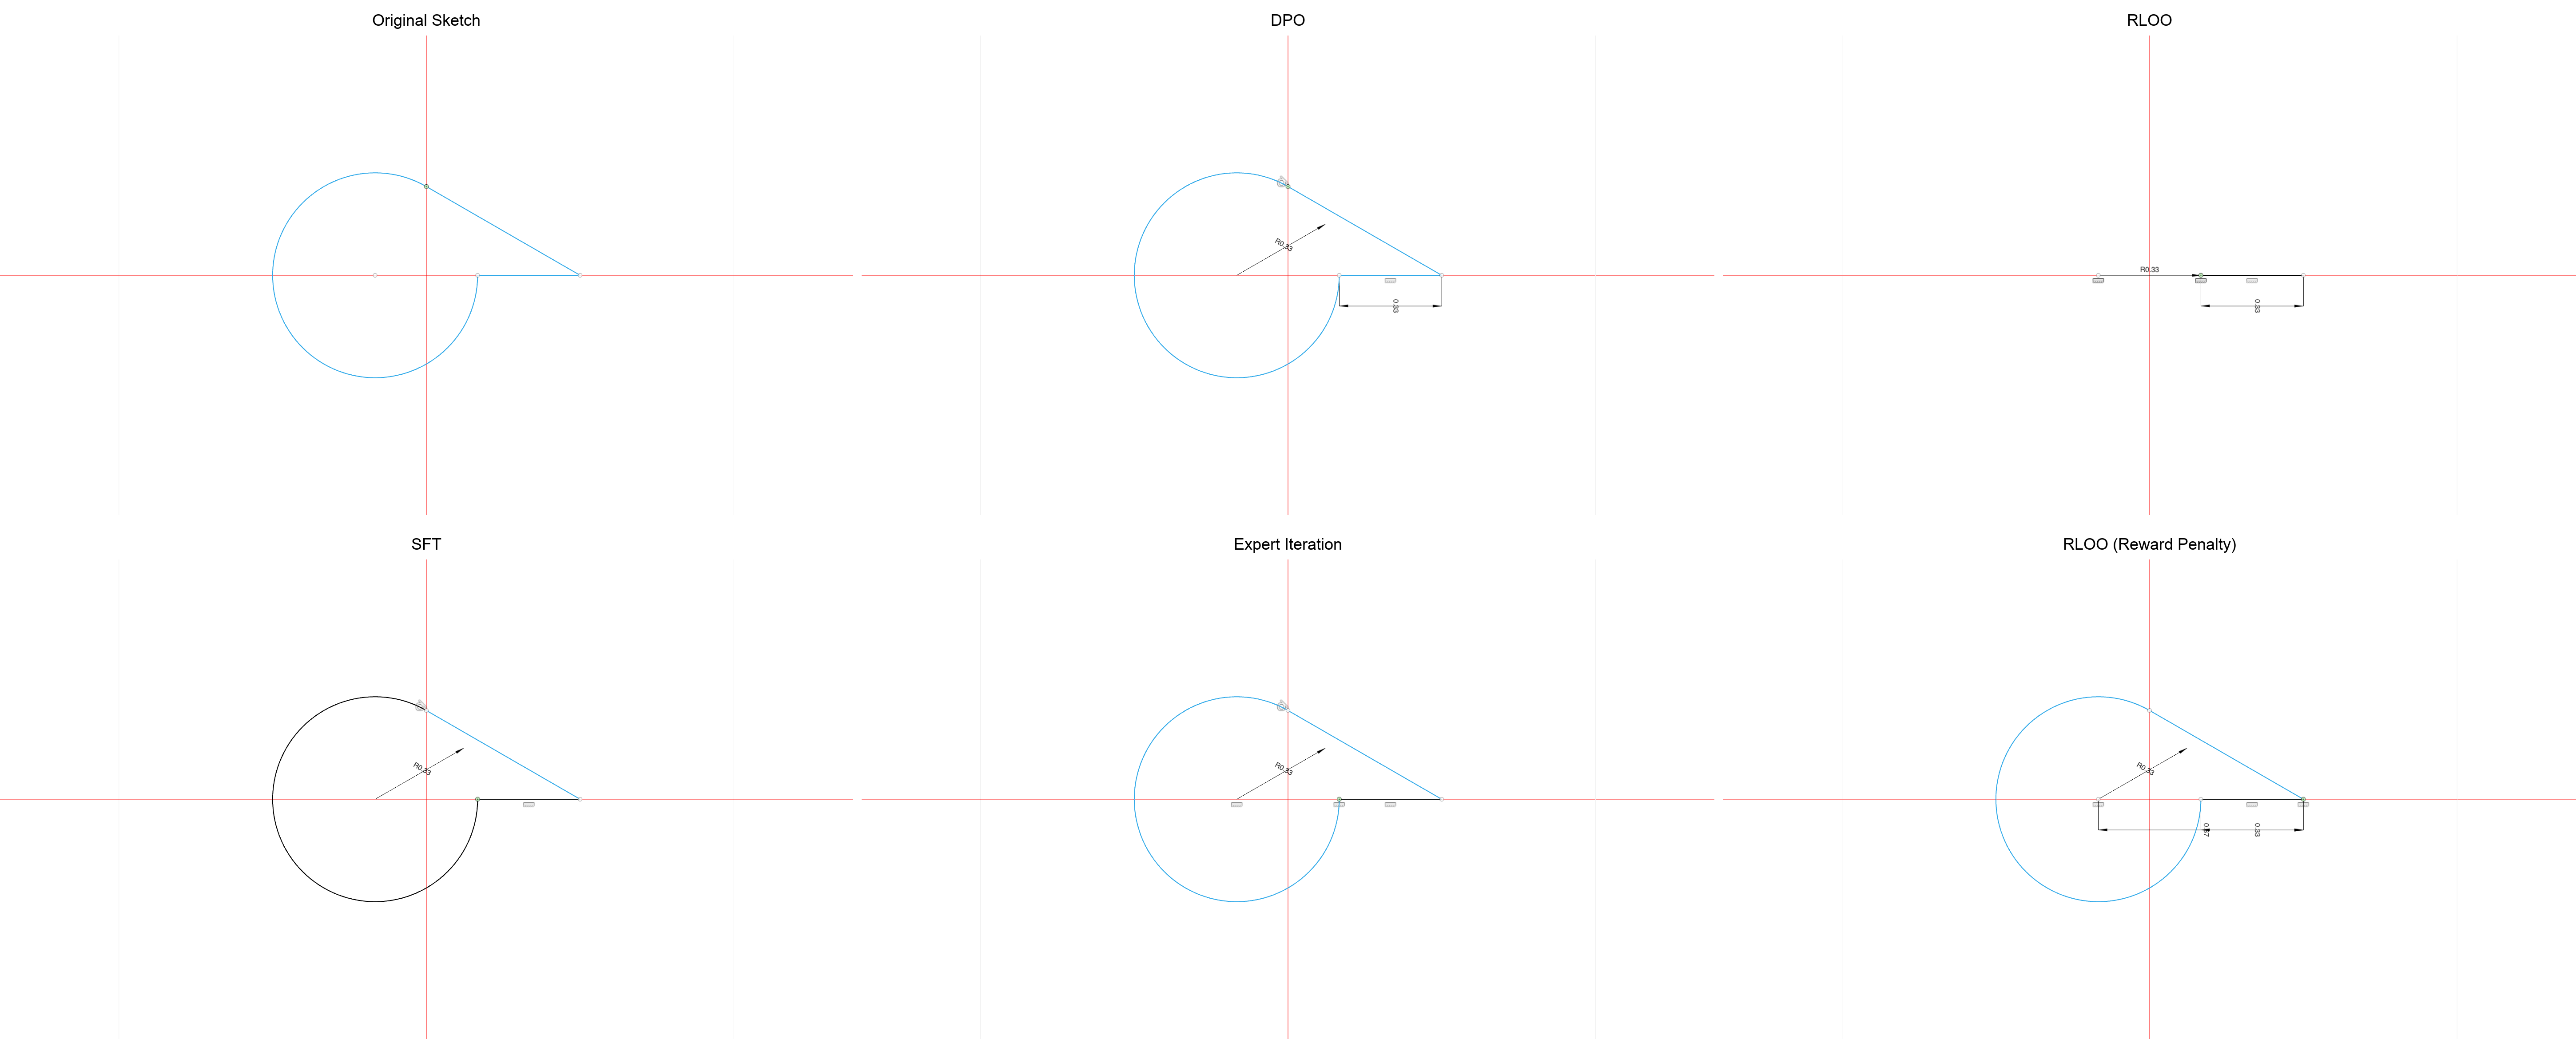 Original Sketch
DPO
RLOO
R0.33
0.33
R0.33
0.33
SFT
Expert Iteration
RLOO (Reward Penalty)
R0.33
R0.33
R0.33
0.67
0.33